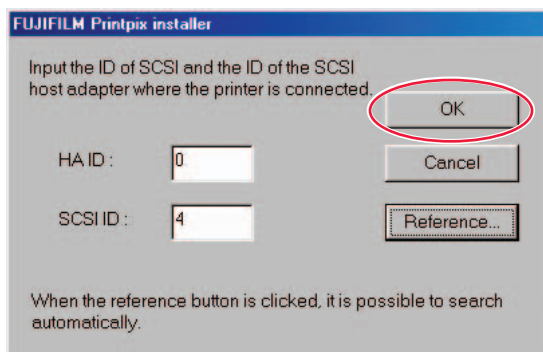 FUJIFILM Printpix installer
Input the ID of SCSI and the ID of the SCSI
host adapter where the printer is connected.
OK
HA ID : 0
Cancel
SCSI ID : 4
Reference...
When the reference button is clicked, it is possible to search
automatically.